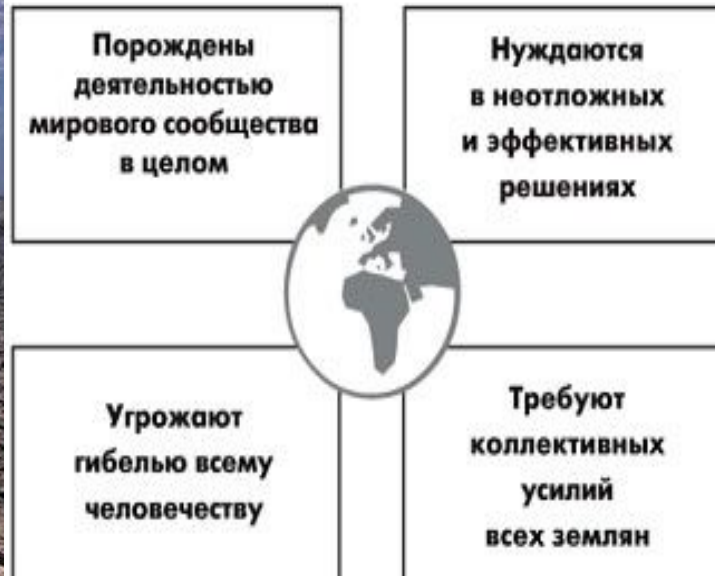 Порождены
деятельностью
мирового сообщества
в целом
Нуждаются
в неотложных
и эффективных
решениях
Угрожают
гибелью всему
человечеству
Требуют
коллективных
усилий
всех землян